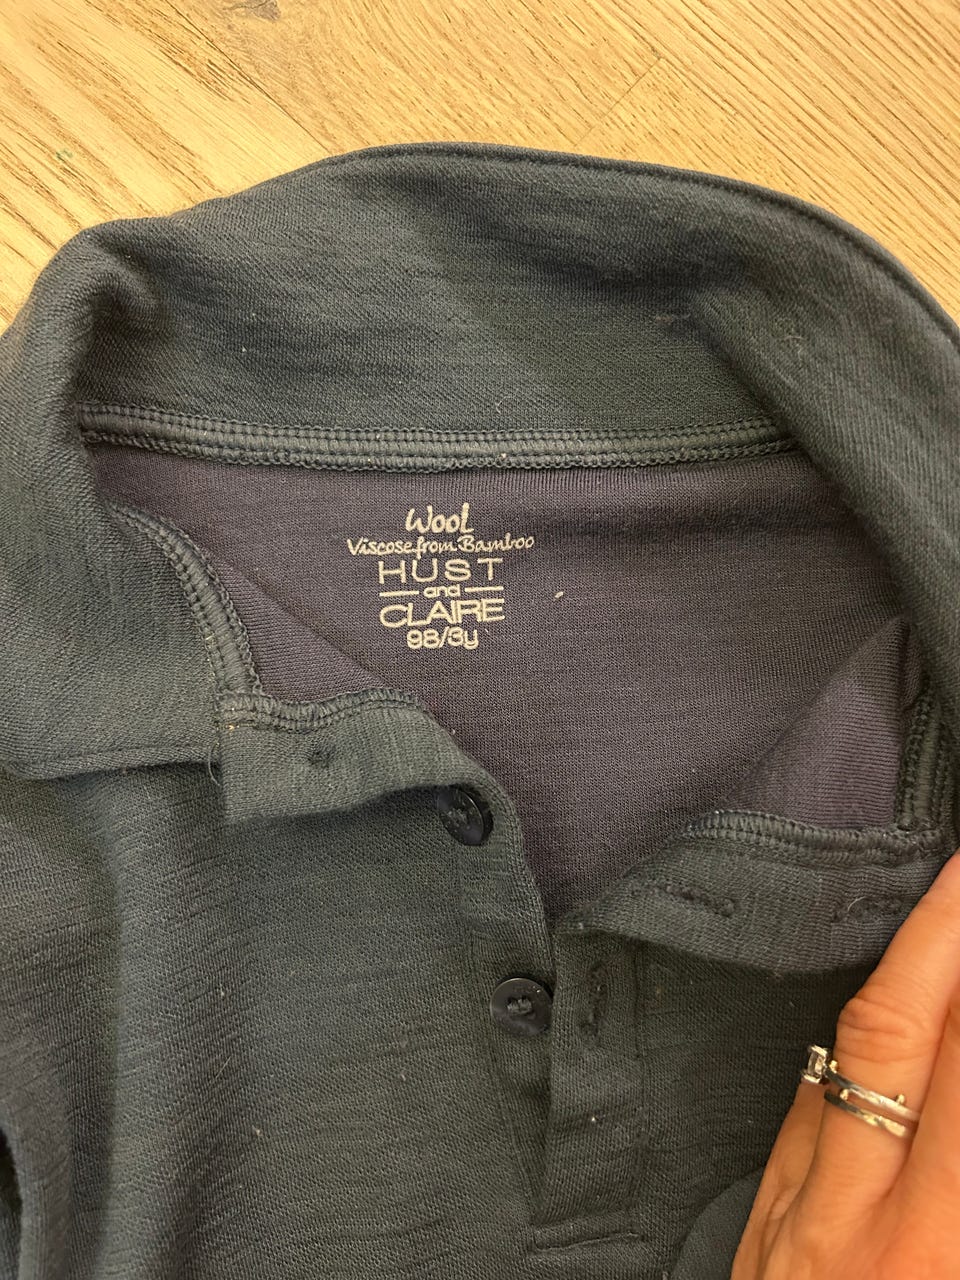 Wool
Viscose from Bamboo
HUST
and
CLAIRE
98/3y